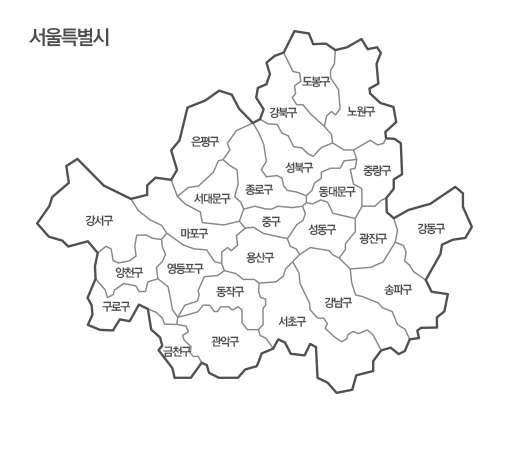 서울특별시
도봉구
강북구
노원구
은평구
성북구
중랑구
종로구
동대문구
서대문구
강서구
마포구
중구
성동구
광진구
강동구
용산구
양천구
영등포구
동작구
송파구
구로구
강남구
서초구
관악구
금천구